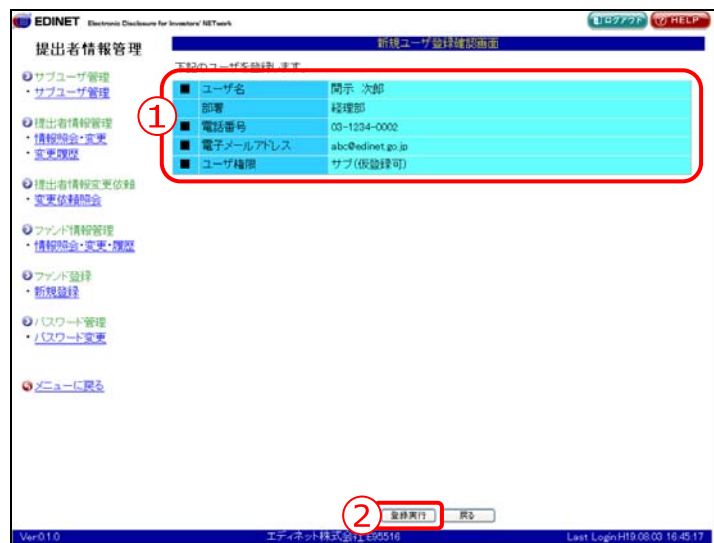 EDINET Electronic Disclosure for Investors' NETwork
ログアウト HELP
提出者情報管理
新規ユーザ登録確認画面
下記のユーザを登録します。
サブユーザ管理
・サブユーザ管理
提出者情報管理
・情報照会・変更
・変更履歴
提出者情報変更依頼
・変更依頼照会
ファンド情報管理
・情報照会・変更・履歴
ファンド登録
・新規登録
パスワード管理
・パスワード変更
メニューに戻る
①
■ ユーザ名 開示 次郎
部署 経理部
■ 電話番号 03-1234-0002
■ 電子メールアドレス abc@edinet.go.jp
■ ユーザ権限 サブ(仮登録可)
②
登録実行 戻る
Ver0.1.0 エディネット株式会社 E95516 Last Login:H19.08.03 16:45:17